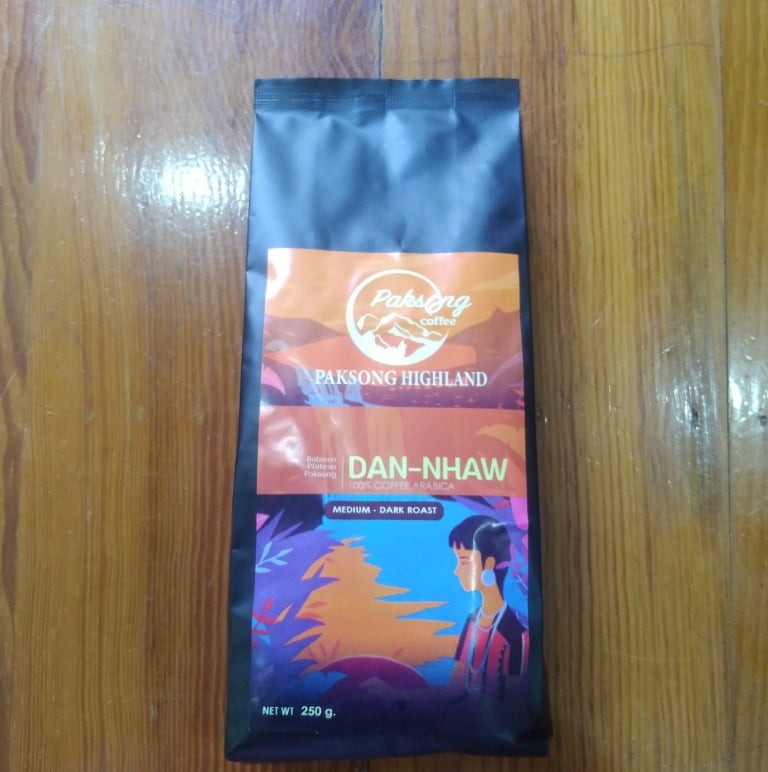 Paksong
coffee
PAKSONG HIGHLAND
Bolaven
Plateau
Paksong
DAN-NHAW
100% COFFEE ARABICA
MEDIUM - DARK ROAST
NET WT 250 g.